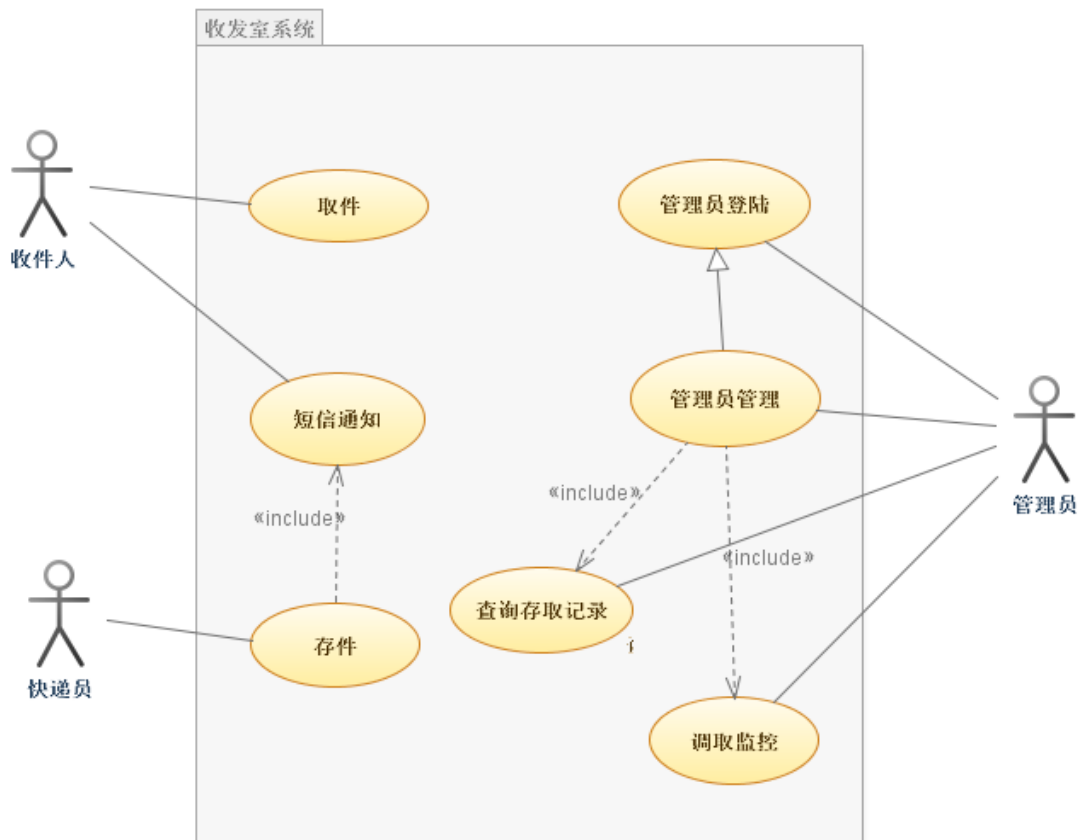 收发室系统
取件
管理员登陆
收件人
短信通知
管理员管理
«include»
«include»
管理员
«include»
查询存取记录
存件
快递员
调取监控